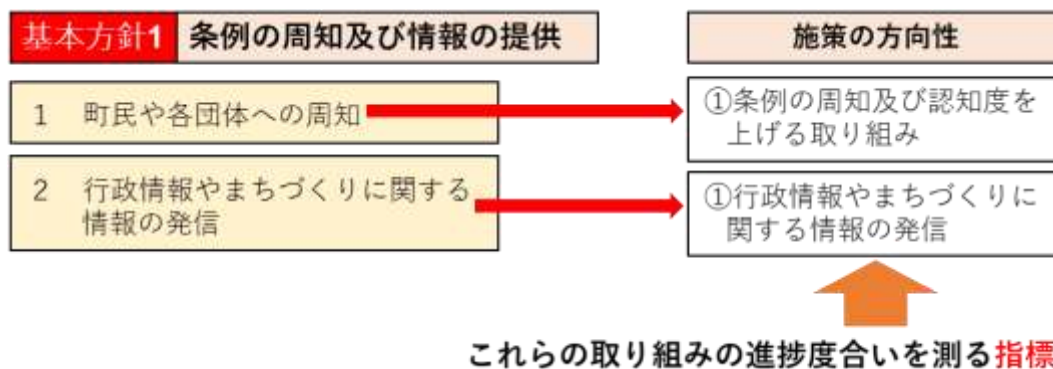 基本方針1 条例の周知及び情報の提供
施策の方向性
1 町民や各団体への周知
①条例の周知及び認知度を
上げる取り組み
2 行政情報やまちづくりに関する
情報の発信
①行政情報やまちづくりに
関する情報の発信
これらの取り組みの進捗度合いを測る指標